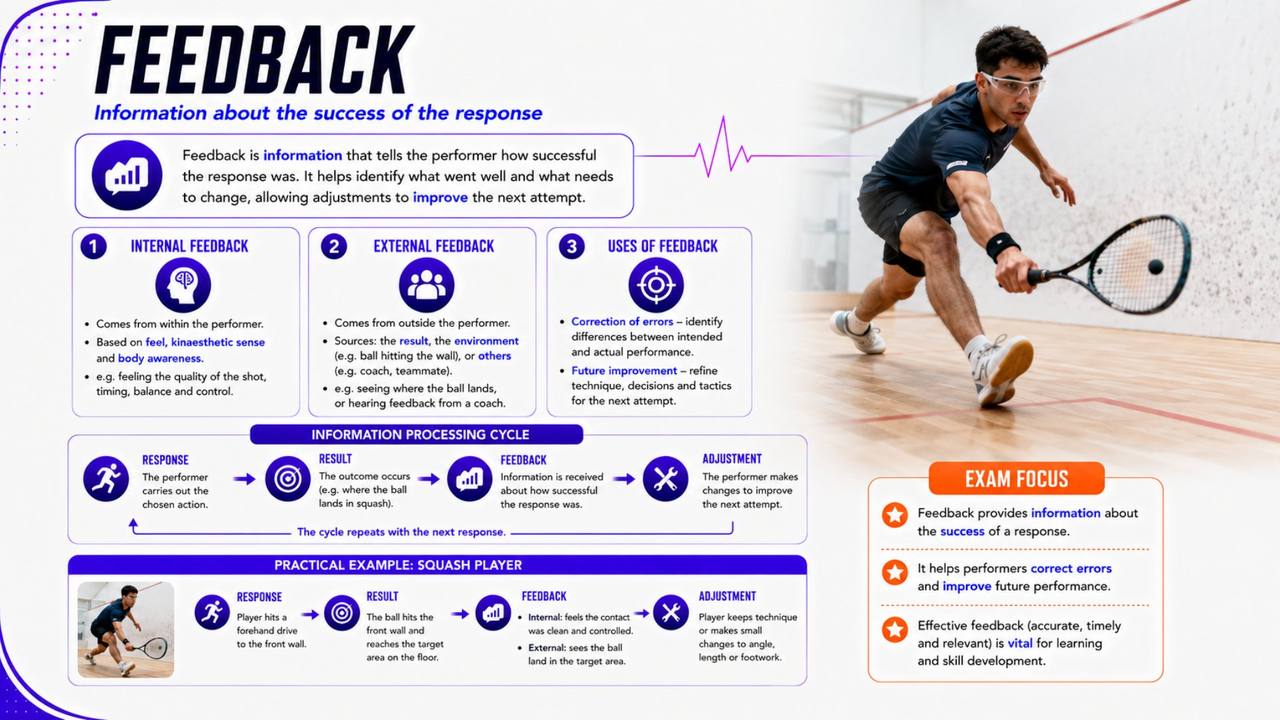 FEEDBACK
Information about the success of the response
Feedback is information that tells the performer how successful
the response was. It helps identify what went well and what needs
to change, allowing adjustments to improve the next attempt.
1 INTERNAL FEEDBACK
• Comes from within the performer.
• Based on feel, kinaesthetic sense
and body awareness.
• e.g. feeling the quality of the shot,
timing, balance and control.
2 EXTERNAL FEEDBACK
• Comes from outside the performer.
• Sources: the result, the environment
(e.g. ball hitting the wall), or others
(e.g. coach, teammate).
• e.g. seeing where the ball lands,
or hearing feedback from a coach.
3 USES OF FEEDBACK
• Correction of errors – identify
differences between intended
and actual performance.
• Future improvement – refine
technique, decisions and tactics
for the next attempt.
INFORMATION PROCESSING CYCLE
RESPONSE
The performer
carries out the
chosen action.
RESULT
The outcome occurs
(e.g. where the ball
lands in squash).
FEEDBACK
Information is received
about how successful
the response was.
ADJUSTMENT
The performer makes
changes to improve
the next attempt.
The cycle repeats with the next response.
PRACTICAL EXAMPLE: SQUASH PLAYER
RESPONSE
Player hits a
forehand drive
to the front wall.
RESULT
The ball hits the
front wall and
reaches the target
area on the floor.
FEEDBACK
• Internal: feels the contact
was clean and controlled.
• External: sees the ball
land in the target area.
ADJUSTMENT
Player keeps technique
or makes small
changes to angle,
length or footwork.
EXAM FOCUS
Feedback provides information about
the success of a response.
It helps performers correct errors
and improve future performance.
Effective feedback (accurate, timely
and relevant) is vital for learning
and skill development.